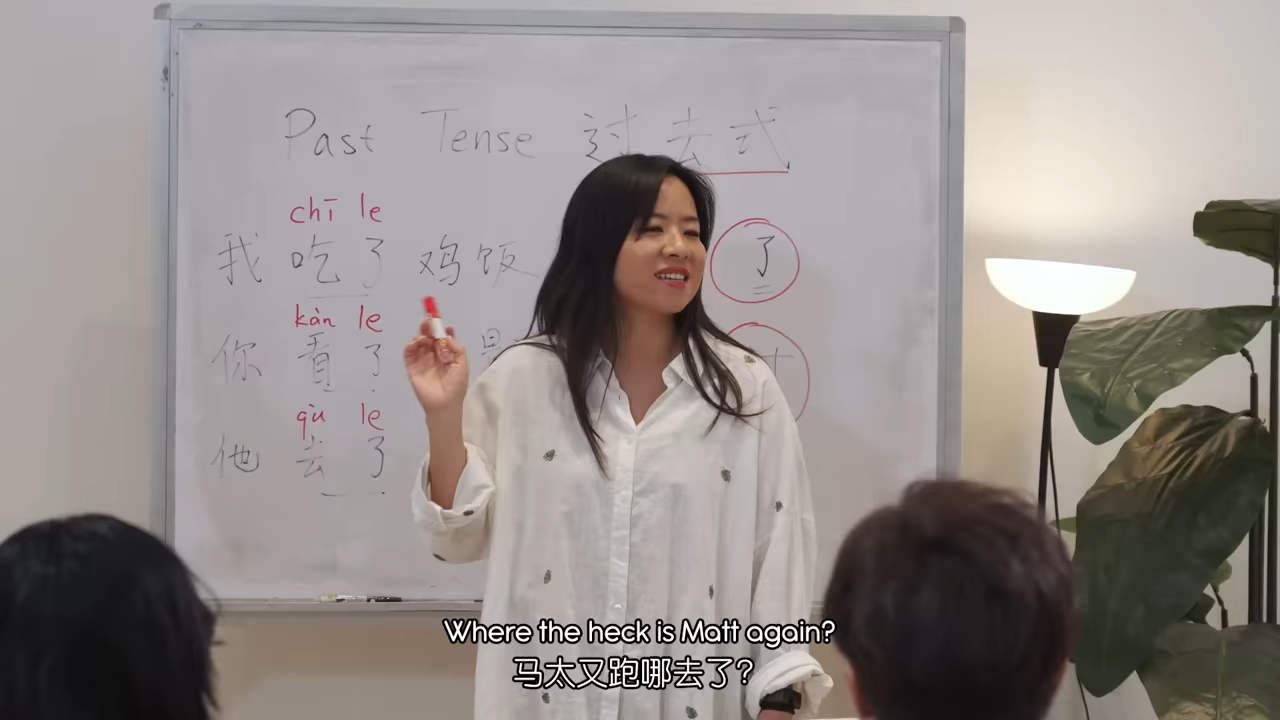 Past Tense 过去式
chī le
我吃了鸡饭 了
kàn le
你看了
qù le
他去了
Where the heck is Matt again?
马太又跑哪去了?